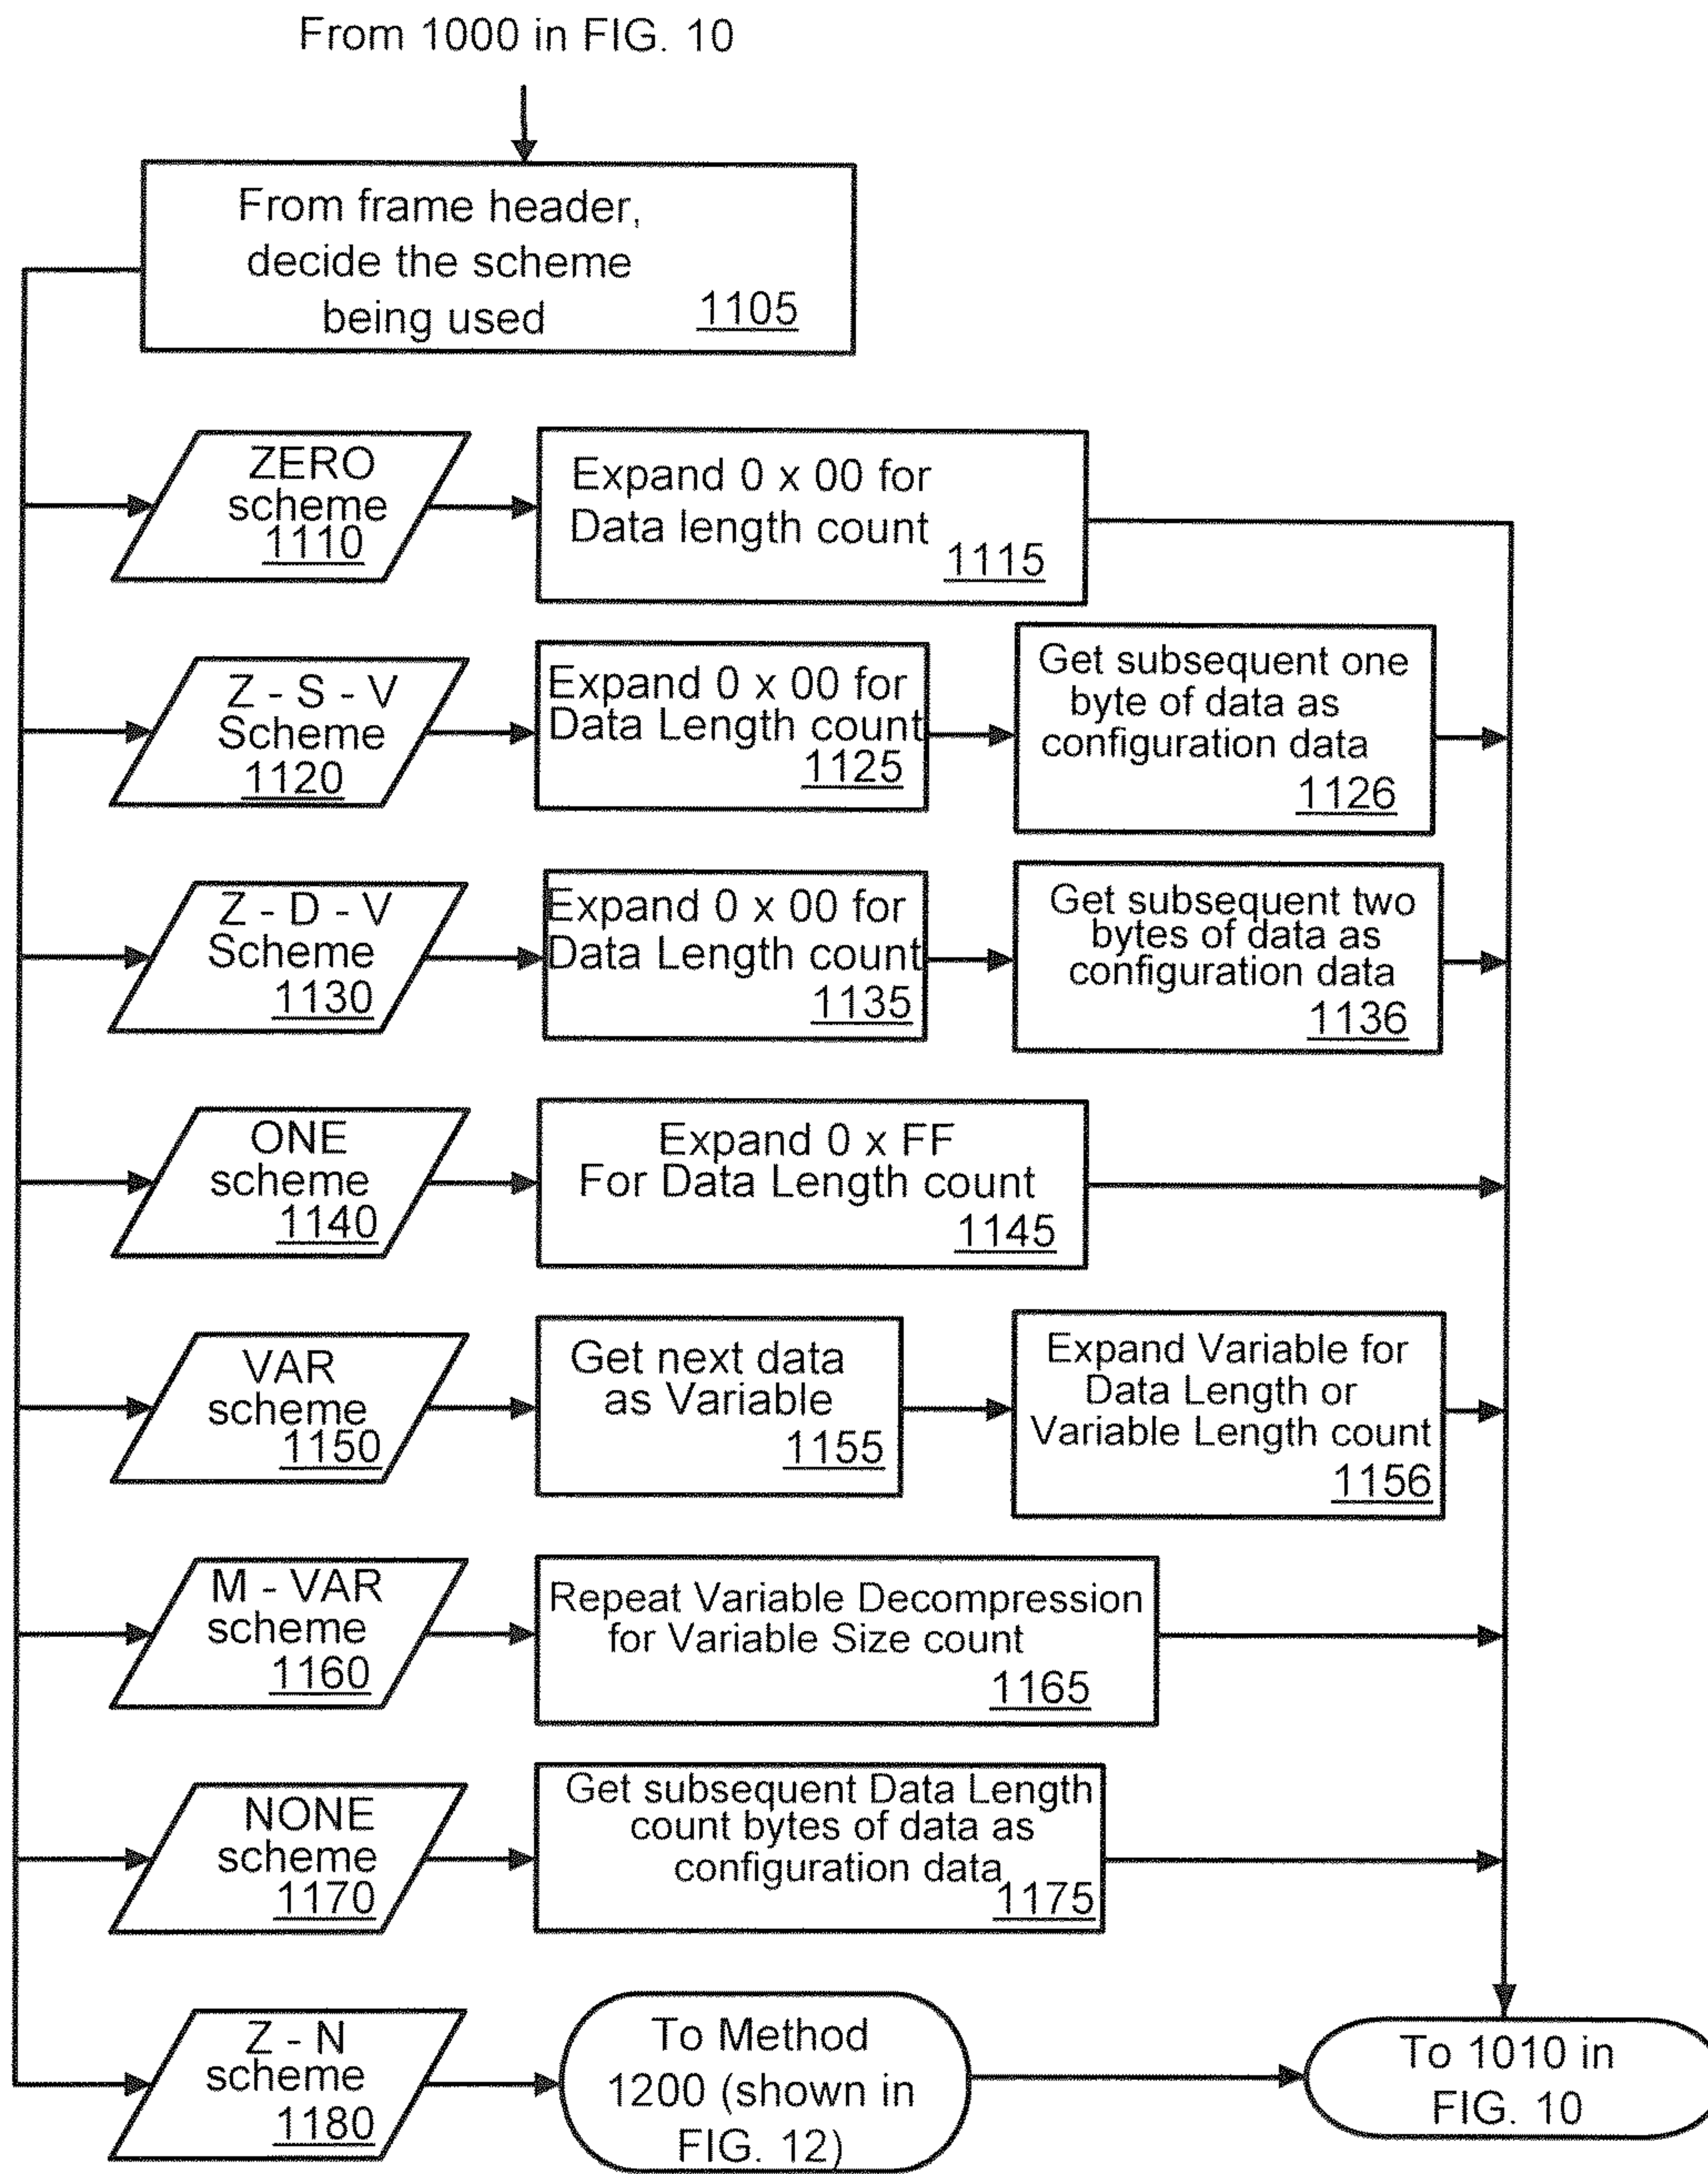 From 1000 in FIG. 10
From frame header,
decide the scheme
being used 1105
ZERO
scheme
1110
Expand 0 x 00 for
Data length count
1115
Z - S - V
Scheme
1120
Expand 0 x 00 for
Data Length count
1125
Get subsequent one
byte of data as
configuration data
1126
Z - D - V
Scheme
1130
Expand 0 x 00 for
Data Length count
1135
Get subsequent two
bytes of data as
configuration data
1136
ONE
scheme
1140
Expand 0 x FF
For Data Length count
1145
VAR
scheme
1150
Get next data
as Variable
1155
Expand Variable for
Data Length or
Variable Length count
1156
M - VAR
scheme
1160
Repeat Variable Decompression
for Variable Size count
1165
NONE
scheme
1170
Get subsequent Data Length
count bytes of data as
configuration data
1175
Z - N
scheme
1180
To Method
1200 (shown in
FIG. 12)
To 1010 in
FIG. 10